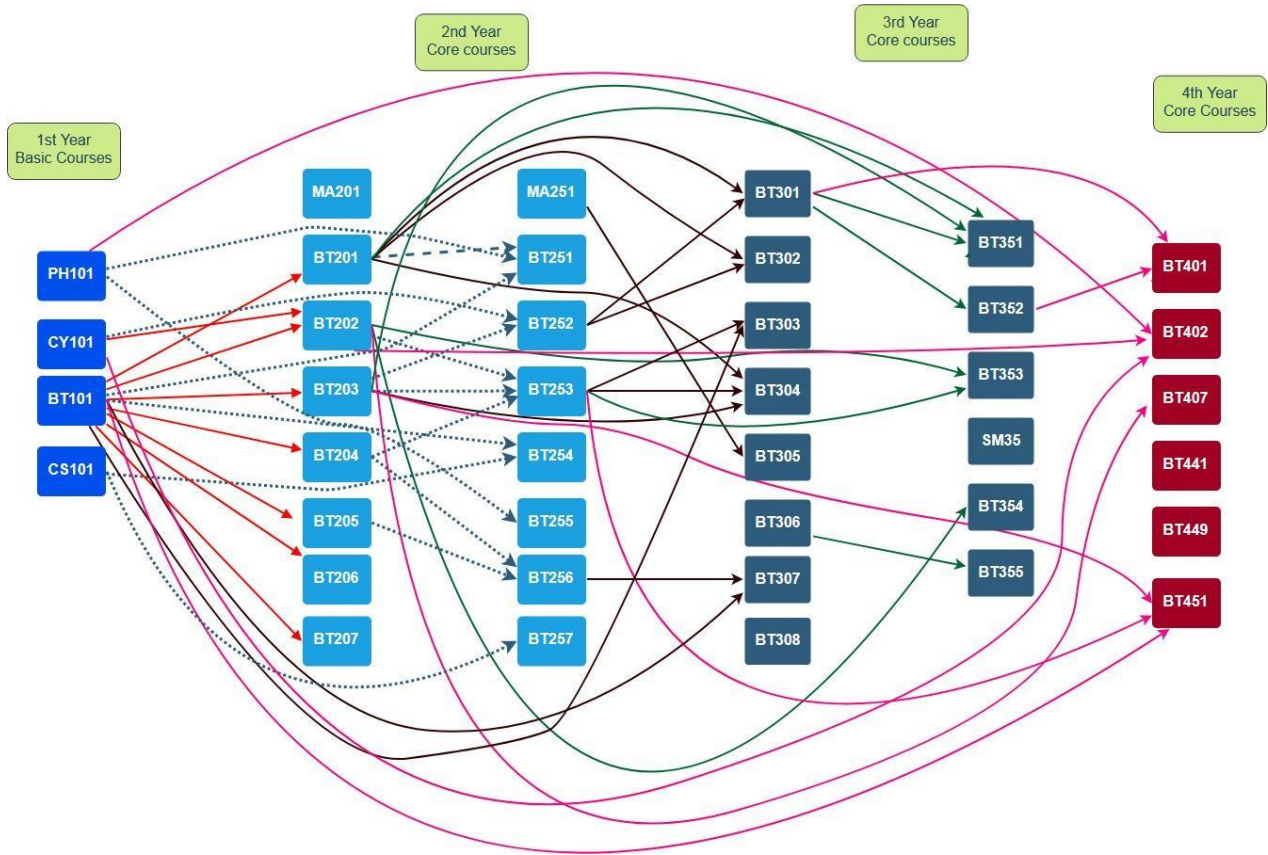 1st Year
Basic Courses
2nd Year
Core courses
3rd Year
Core courses
4th Year
Core Courses
PH101
CY101
BT101
CS101
MA201
BT201
BT202
BT203
BT204
BT205
BT206
BT207
MA251
BT251
BT252
BT253
BT254
BT255
BT256
BT257
BT301
BT302
BT303
BT304
BT305
BT306
BT307
BT308
BT351
BT352
BT353
SM35
BT354
BT355
BT401
BT402
BT407
BT441
BT449
BT451